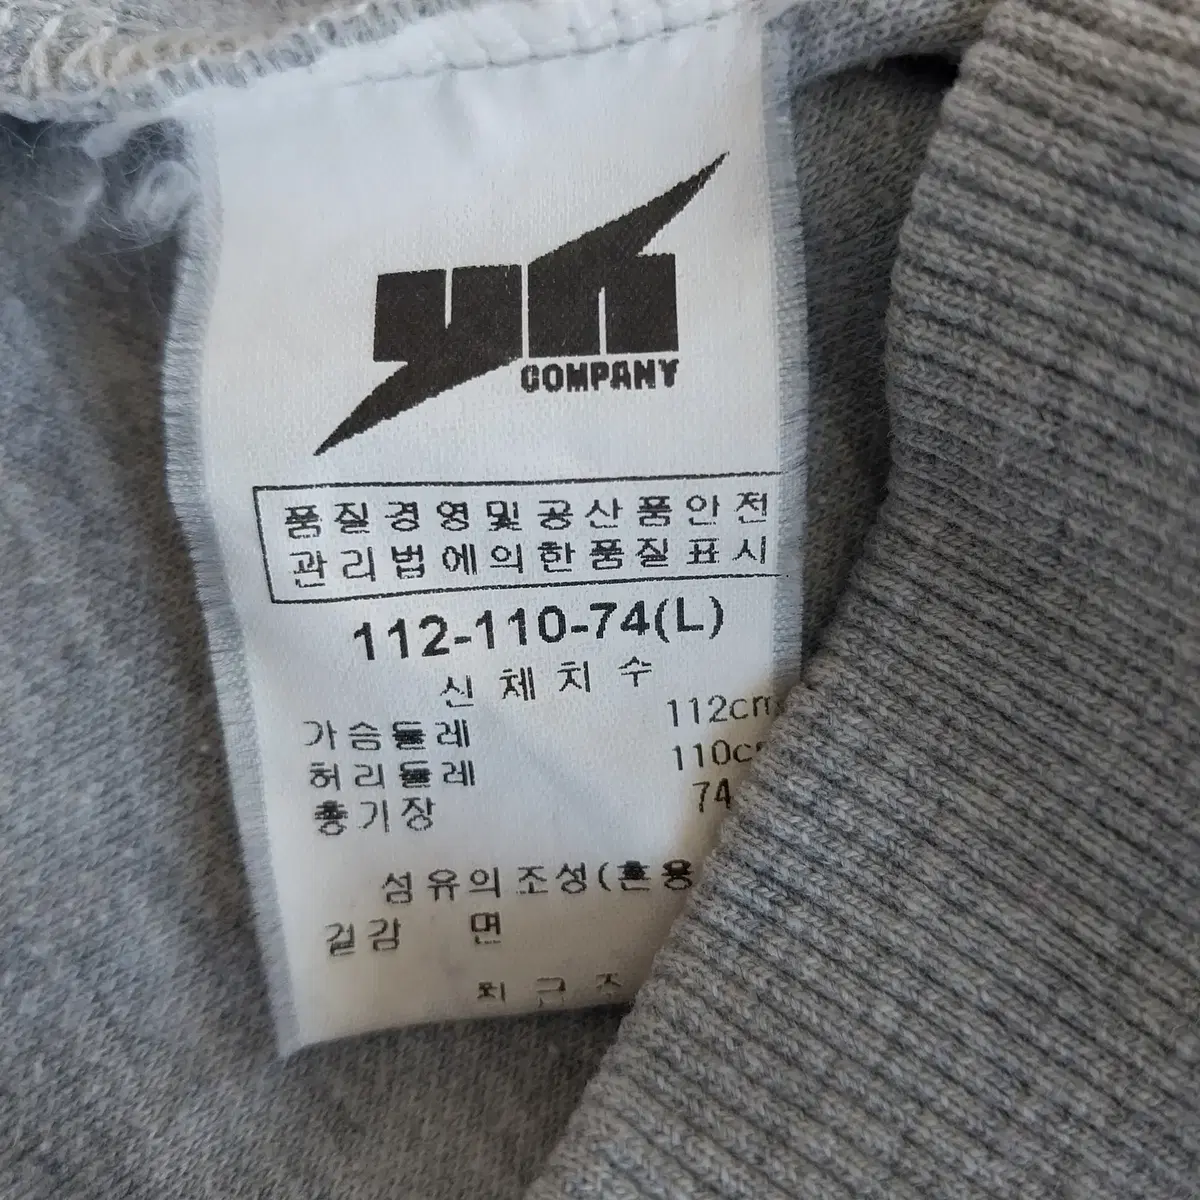 yh
COMPANY
품질경영및공산품안전
관리법에의한품질표시
112-110-74(L)
신체치수
가슴둘레 112cm
허리둘레 110c
총기장 74
섬유의조성(혼용
겉감 면